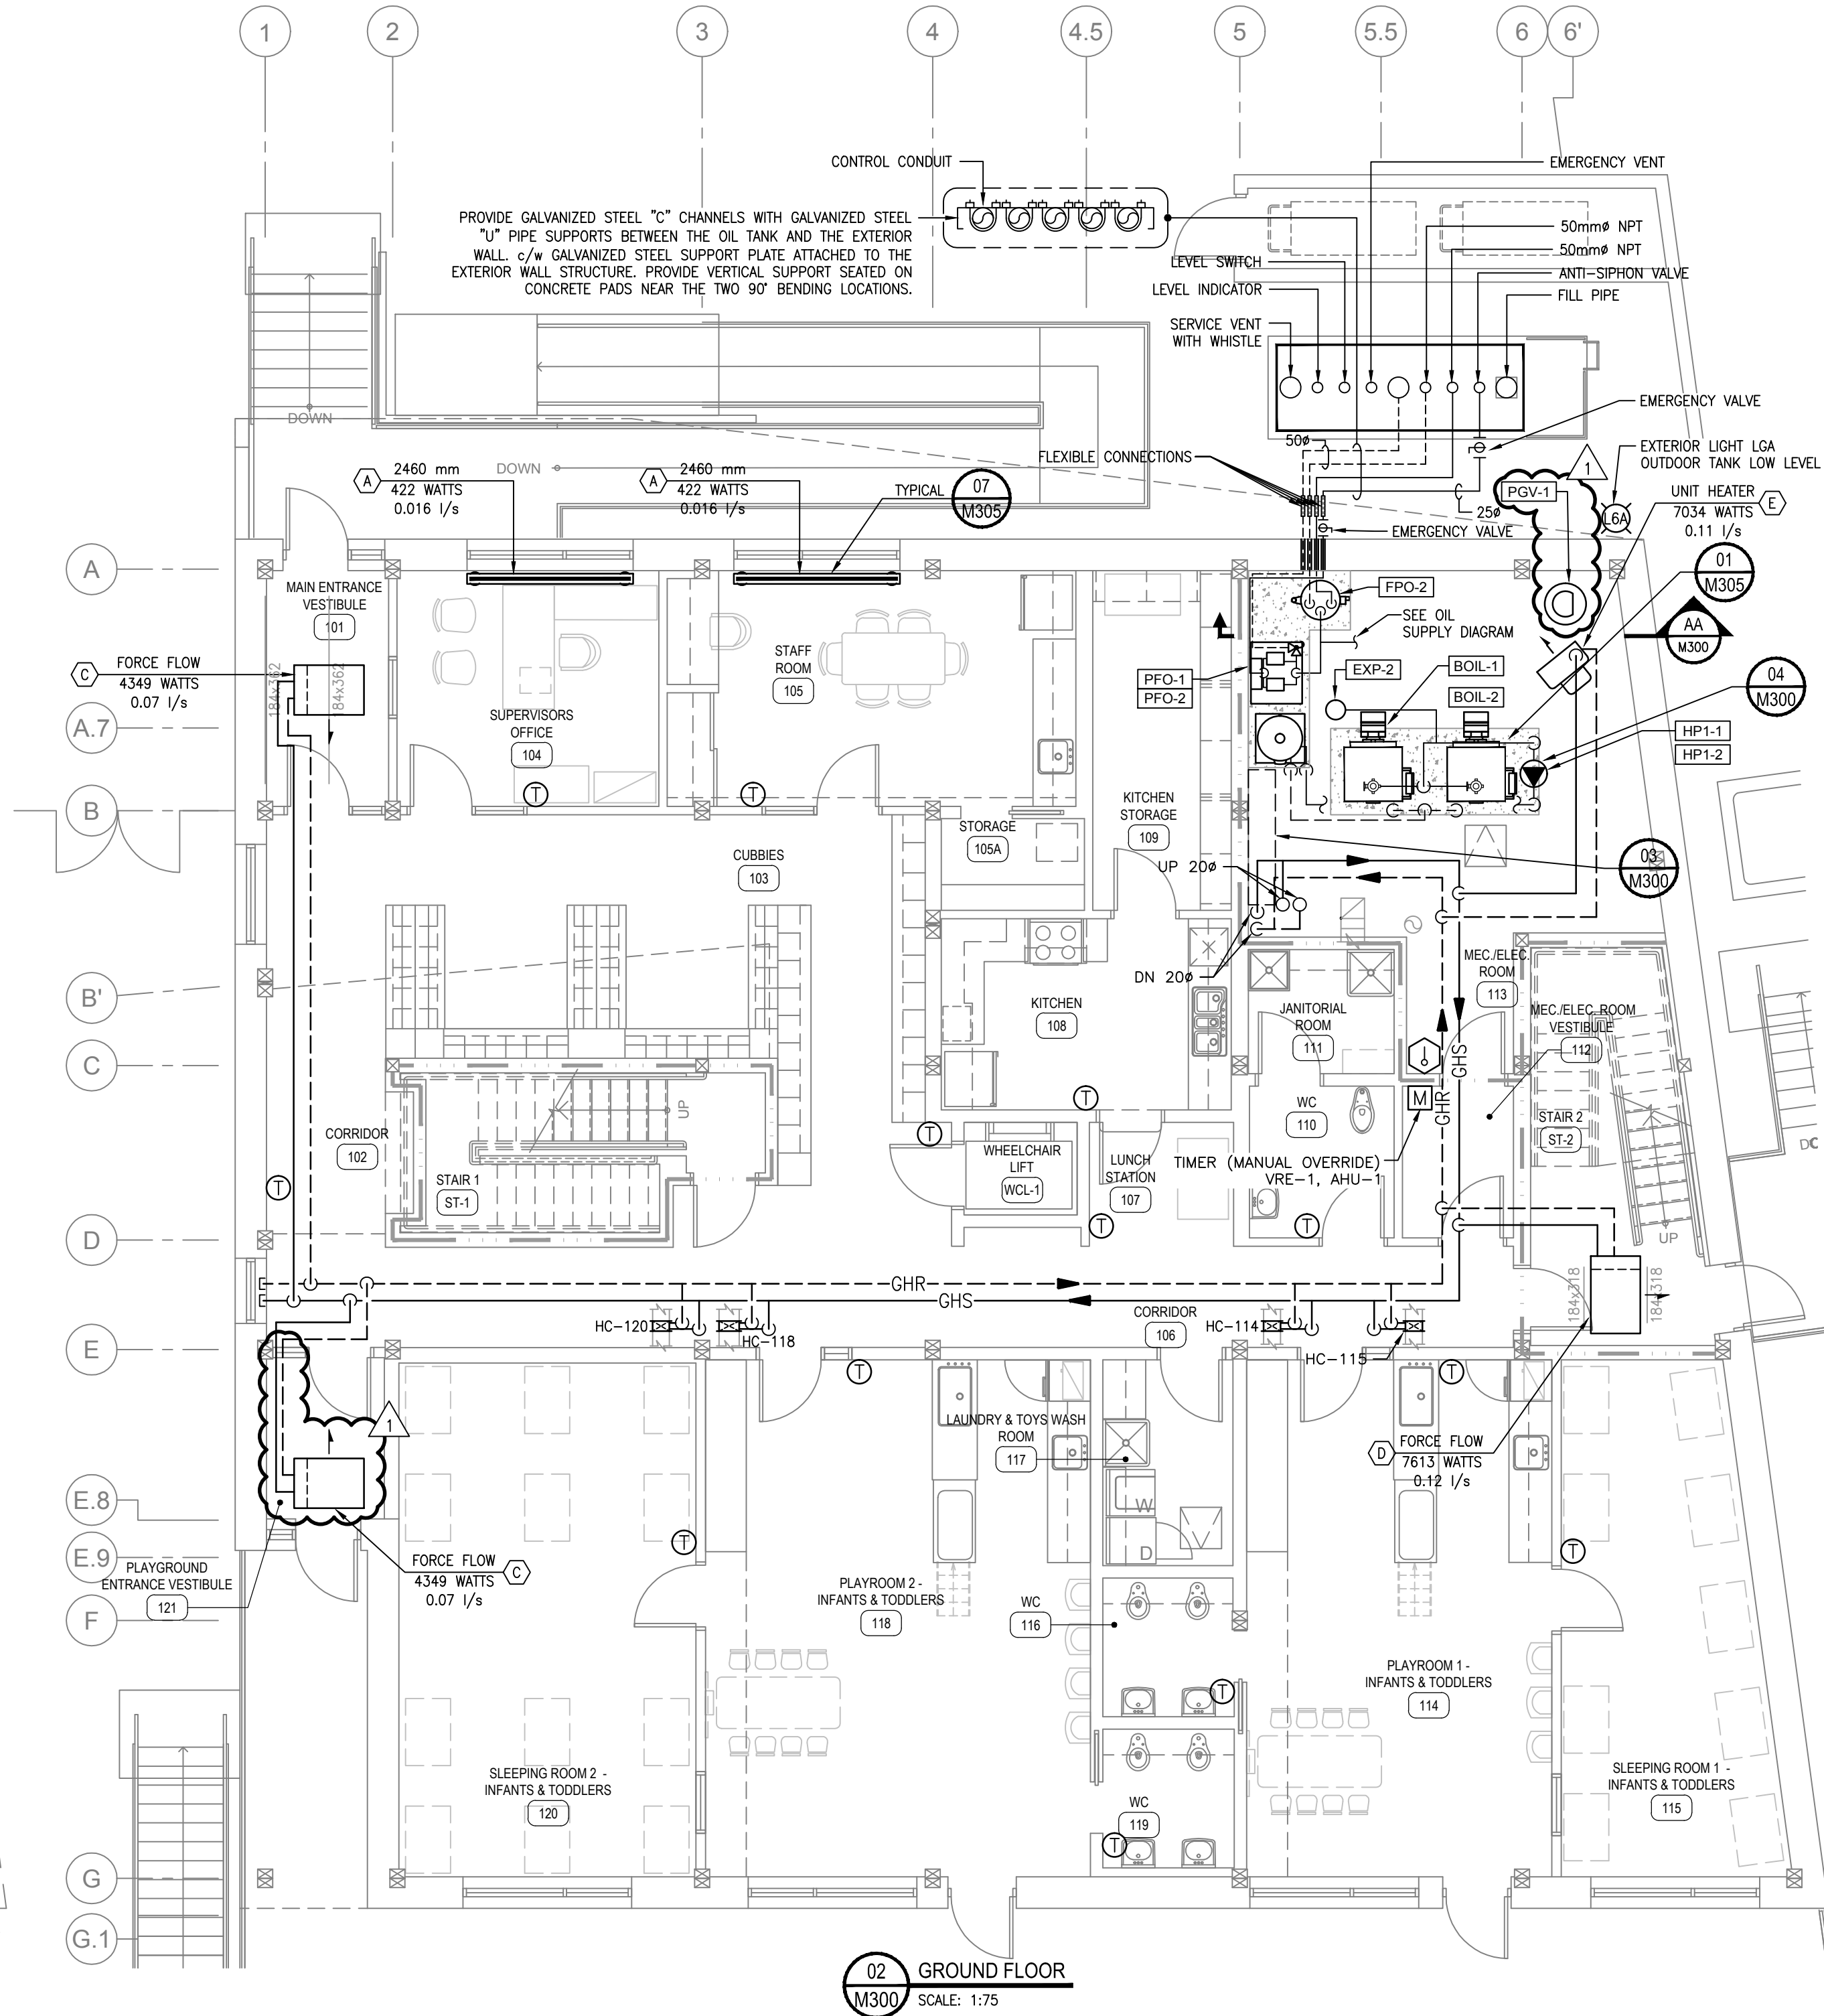 1
2
3
4
4.5
5
5.5
6
6'
CONTROL CONDUIT
EMERGENCY VENT
PROVIDE GALVANIZED STEEL "C" CHANNELS WITH GALVANIZED STEEL
"U" PIPE SUPPORTS BETWEEN THE OIL TANK AND THE EXTERIOR
WALL. c/w GALVANIZED STEEL SUPPORT PLATE ATTACHED TO THE
EXTERIOR WALL STRUCTURE. PROVIDE VERTICAL SUPPORT SEATED ON
CONCRETE PADS NEAR THE TWO 90° BENDING LOCATIONS.
50mmø NPT
50mmø NPT
LEVEL SWITCH
ANTI-SIPHON VALVE
LEVEL INDICATOR
FILL PIPE
SERVICE VENT
WITH WHISTLE
EMERGENCY VALVE
DOWN
DOWN
50ø
FLEXIBLE CONNECTIONS
EXTERIOR LIGHT LGA
OUTDOOR TANK LOW LEVEL
1
A
2460 mm
422 WATTS
0.016 l/s
A
2460 mm
422 WATTS
0.016 l/s
TYPICAL
07
M305
PGV-1
L6A
UNIT HEATER
7034 WATTS
0.11 l/s
E
25ø
EMERGENCY VALVE
A
01
M305
MAIN ENTRANCE
VESTIBULE
101
FPO-2
SEE OIL
SUPPLY DIAGRAM
AA
M300
C
FORCE FLOW
4349 WATTS
0.07 l/s
184x362
184x362
STAFF
ROOM
105
SUPERVISORS
OFFICE
104
PFO-1
PFO-2
EXP-2
BOIL-1
BOIL-2
04
M300
HP1-1
HP1-2
A.7
T
T
B
KITCHEN
STORAGE
109
STORAGE
105A
CUBBIES
103
UP 20ø
03
M300
DN 20ø
MEC./ELEC.
ROOM
113
B'
KITCHEN
108
JANITORIAL
ROOM
111
MEC./ELEC. ROOM
VESTIBULE
112
C
GHS
GHR
M
T
UP
WC
110
STAIR 2
ST-2
CORRIDOR
102
T
WHEELCHAIR
LIFT
WCL-1
LUNCH
STATION
107
TIMER (MANUAL OVERRIDE)
VRE-1, AHU-1
STAIR 1
ST-1
T
T
T
D
UP
GHR
GHS
184x318
184x318
HC-120
HC-118
HC-114
HC-115
CORRIDOR
106
E
T
T
1
LAUNDRY & TOYS WASH
ROOM
117
D
FORCE FLOW
7613 WATTS
0.12 l/s
E.8
W
D
E.9
T
T
PLAYGROUND
ENTRANCE VESTIBULE
121
FORCE FLOW
4349 WATTS
0.07 l/s
C
PLAYROOM 2 -
INFANTS & TODDLERS
118
WC
116
F
PLAYROOM 1 -
INFANTS & TODDLERS
114
T
SLEEPING ROOM 2 -
INFANTS & TODDLERS
120
SLEEPING ROOM 1 -
INFANTS & TODDLERS
115
WC
119
T
G
G.1
02
M300
GROUND FLOOR
SCALE: 1:75